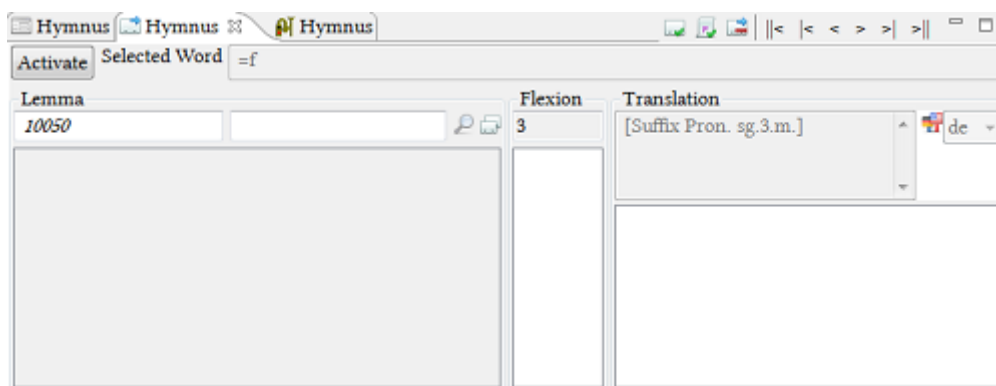 Hymnus Hymnus Hymnus ||< |< < > >| >||
Activate Selected Word =f
Lemma Flexion Translation
10050 3 [Suffix Pron. sg.3.m.] de